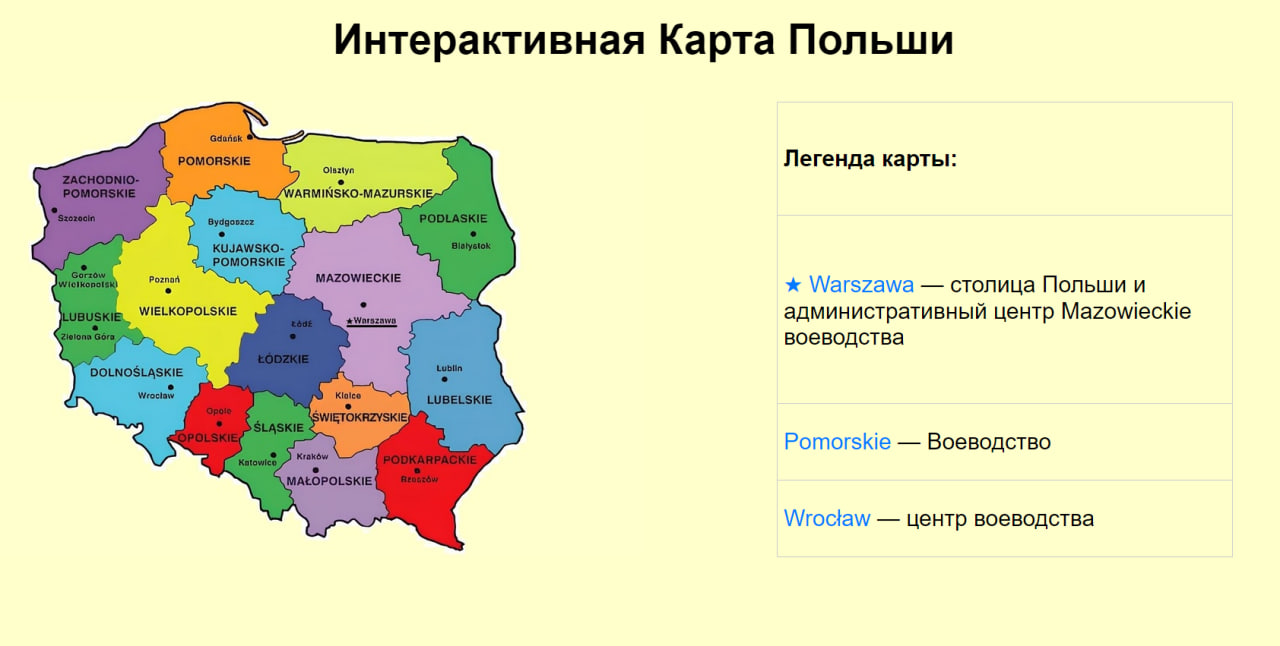 Интерактивная Карта Польши
Gdańsk
POMORSKIE
Olsztyn
WARMIŃSKO-MAZURSKIE
ZACHODNIO-
POMORSKIE
Szczecin
Bydgoszcz
KUJAWSKO-
POMORSKIE
PODLASKIE
Białystok
Gorzów
Wielkopolski
LUBUSKIE
Zielona Góra
Poznań
WIELKOPOLSKIE
MAZOWIECKIE
★Warszawa
Łódź
ŁÓDZKIE
DOLNOŚLĄSKIE
Wrocław
Lublin
LUBELSKIE
Opole
OPOLSKIE
ŚLĄSKIE
Katowice
Kielce
ŚWIĘTOKRZYSKIE
Kraków
MAŁOPOLSKIE
PODKARPACKIE
Rzeszów
Легенда карты:
★ Warszawa — столица Польши и
административный центр Mazowieckie
воеводства
Pomorskie — Воеводство
Wrocław — центр воеводства